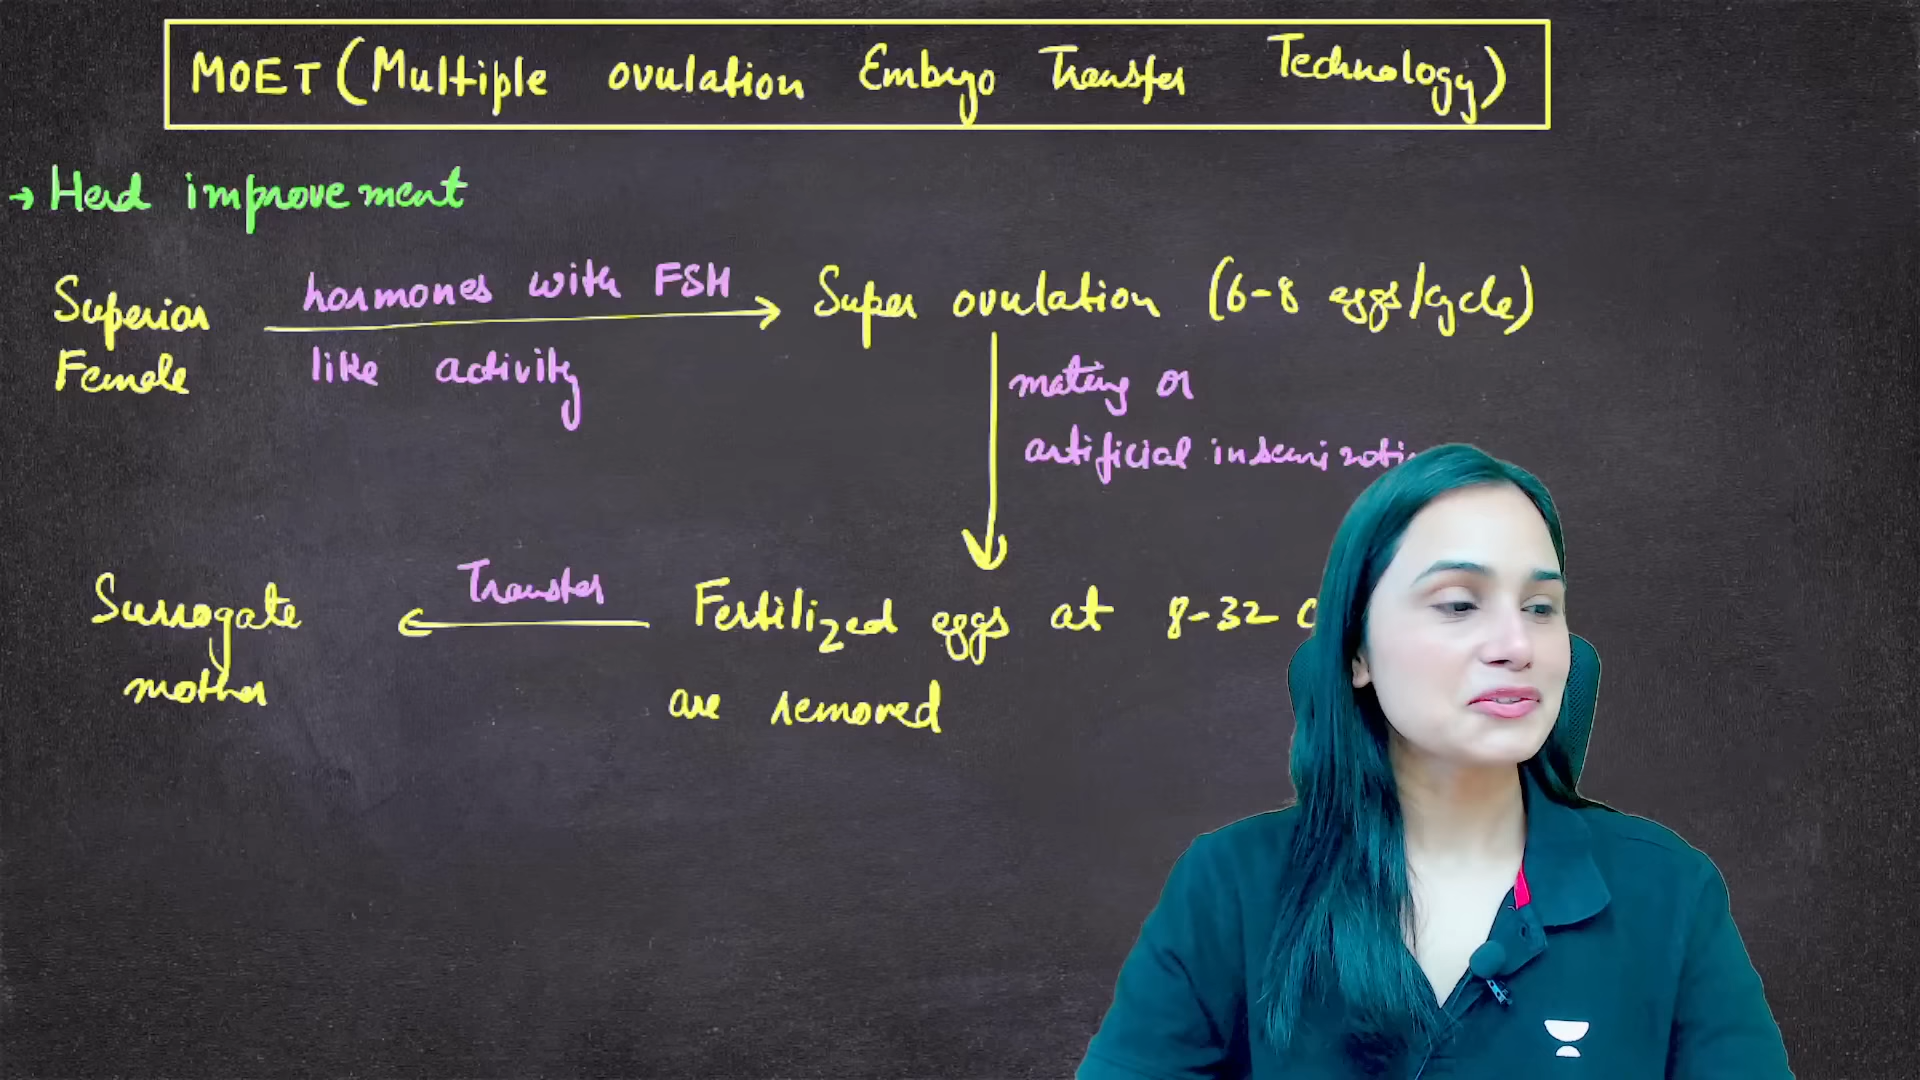 MOET (Multiple ovulation Embryo Transfer Technology)
→ Herd improvement
Superior Female
hormones with FSH
like activity
Super ovulation (6-8 eggs/cycle)
mating or
artificial
Surrogate mother
Transfer
Fertilized eggs at 8-32
are removed